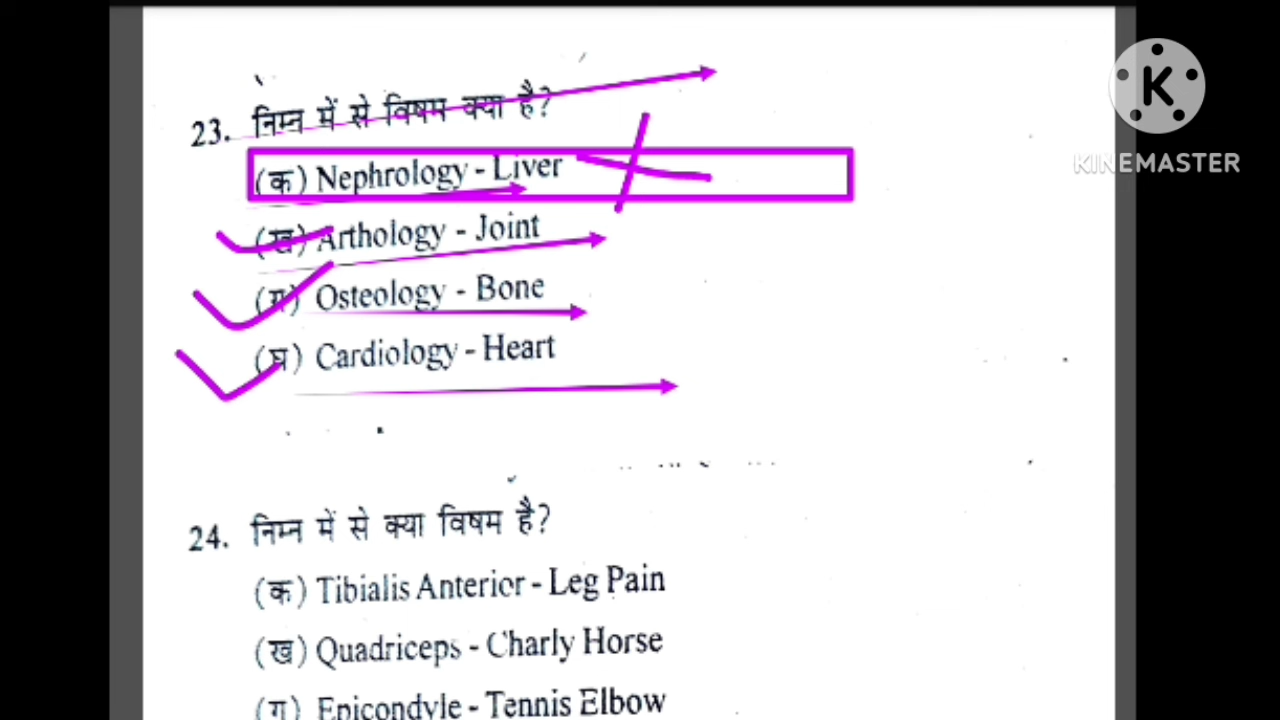 23. निम्न में से विषम क्या है?
(क) Nephrology - Liver
(ख) Arthology - Joint
(ग) Osteology - Bone
(घ) Cardiology - Heart
24. निम्न में से क्या विषम है?
(क) Tibialis Anterior - Leg Pain
(ख) Quadriceps - Charly Horse
(ग) Epicondyle - Tennis Elbow
K
KINEMASTER